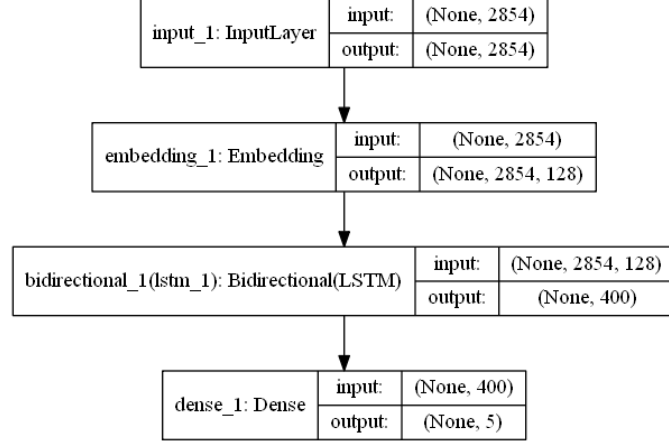 input_1: InputLayer
input: (None, 2854)
output: (None, 2854)
embedding_1: Embedding
input: (None, 2854)
output: (None, 2854, 128)
bidirectional_1(lstm_1): Bidirectional(LSTM)
input: (None, 2854, 128)
output: (None, 400)
dense_1: Dense
input: (None, 400)
output: (None, 5)